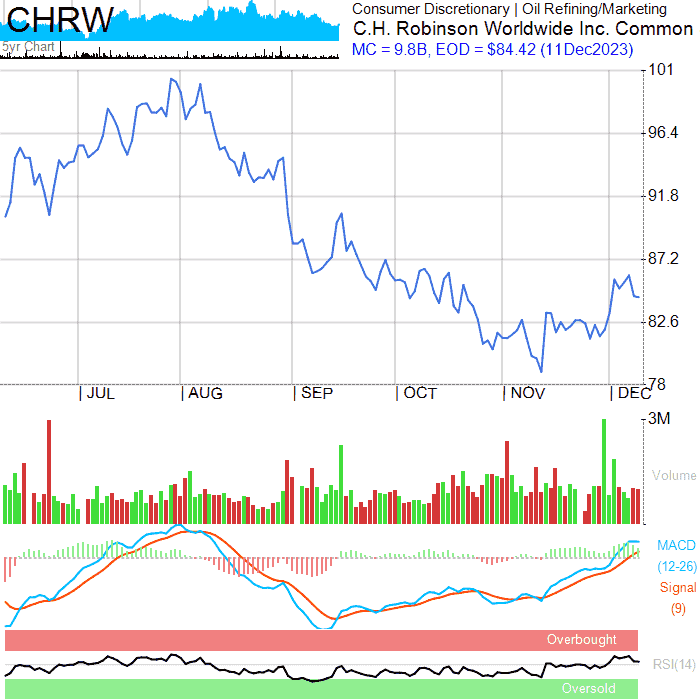 CHRW
5yr Chart
Consumer Discretionary | Oil Refining/Marketing
C.H. Robinson Worldwide Inc. Common
MC = 9.8B, EOD = $84.42 (11Dec2023)
101
96.4
91.8
87.2
82.6
78
| JUL | AUG | SEP | OCT | NOV | DEC
3M
Volume
MACD
(12-26)
Signal
(9)
Overbought
RSI(14)
Oversold